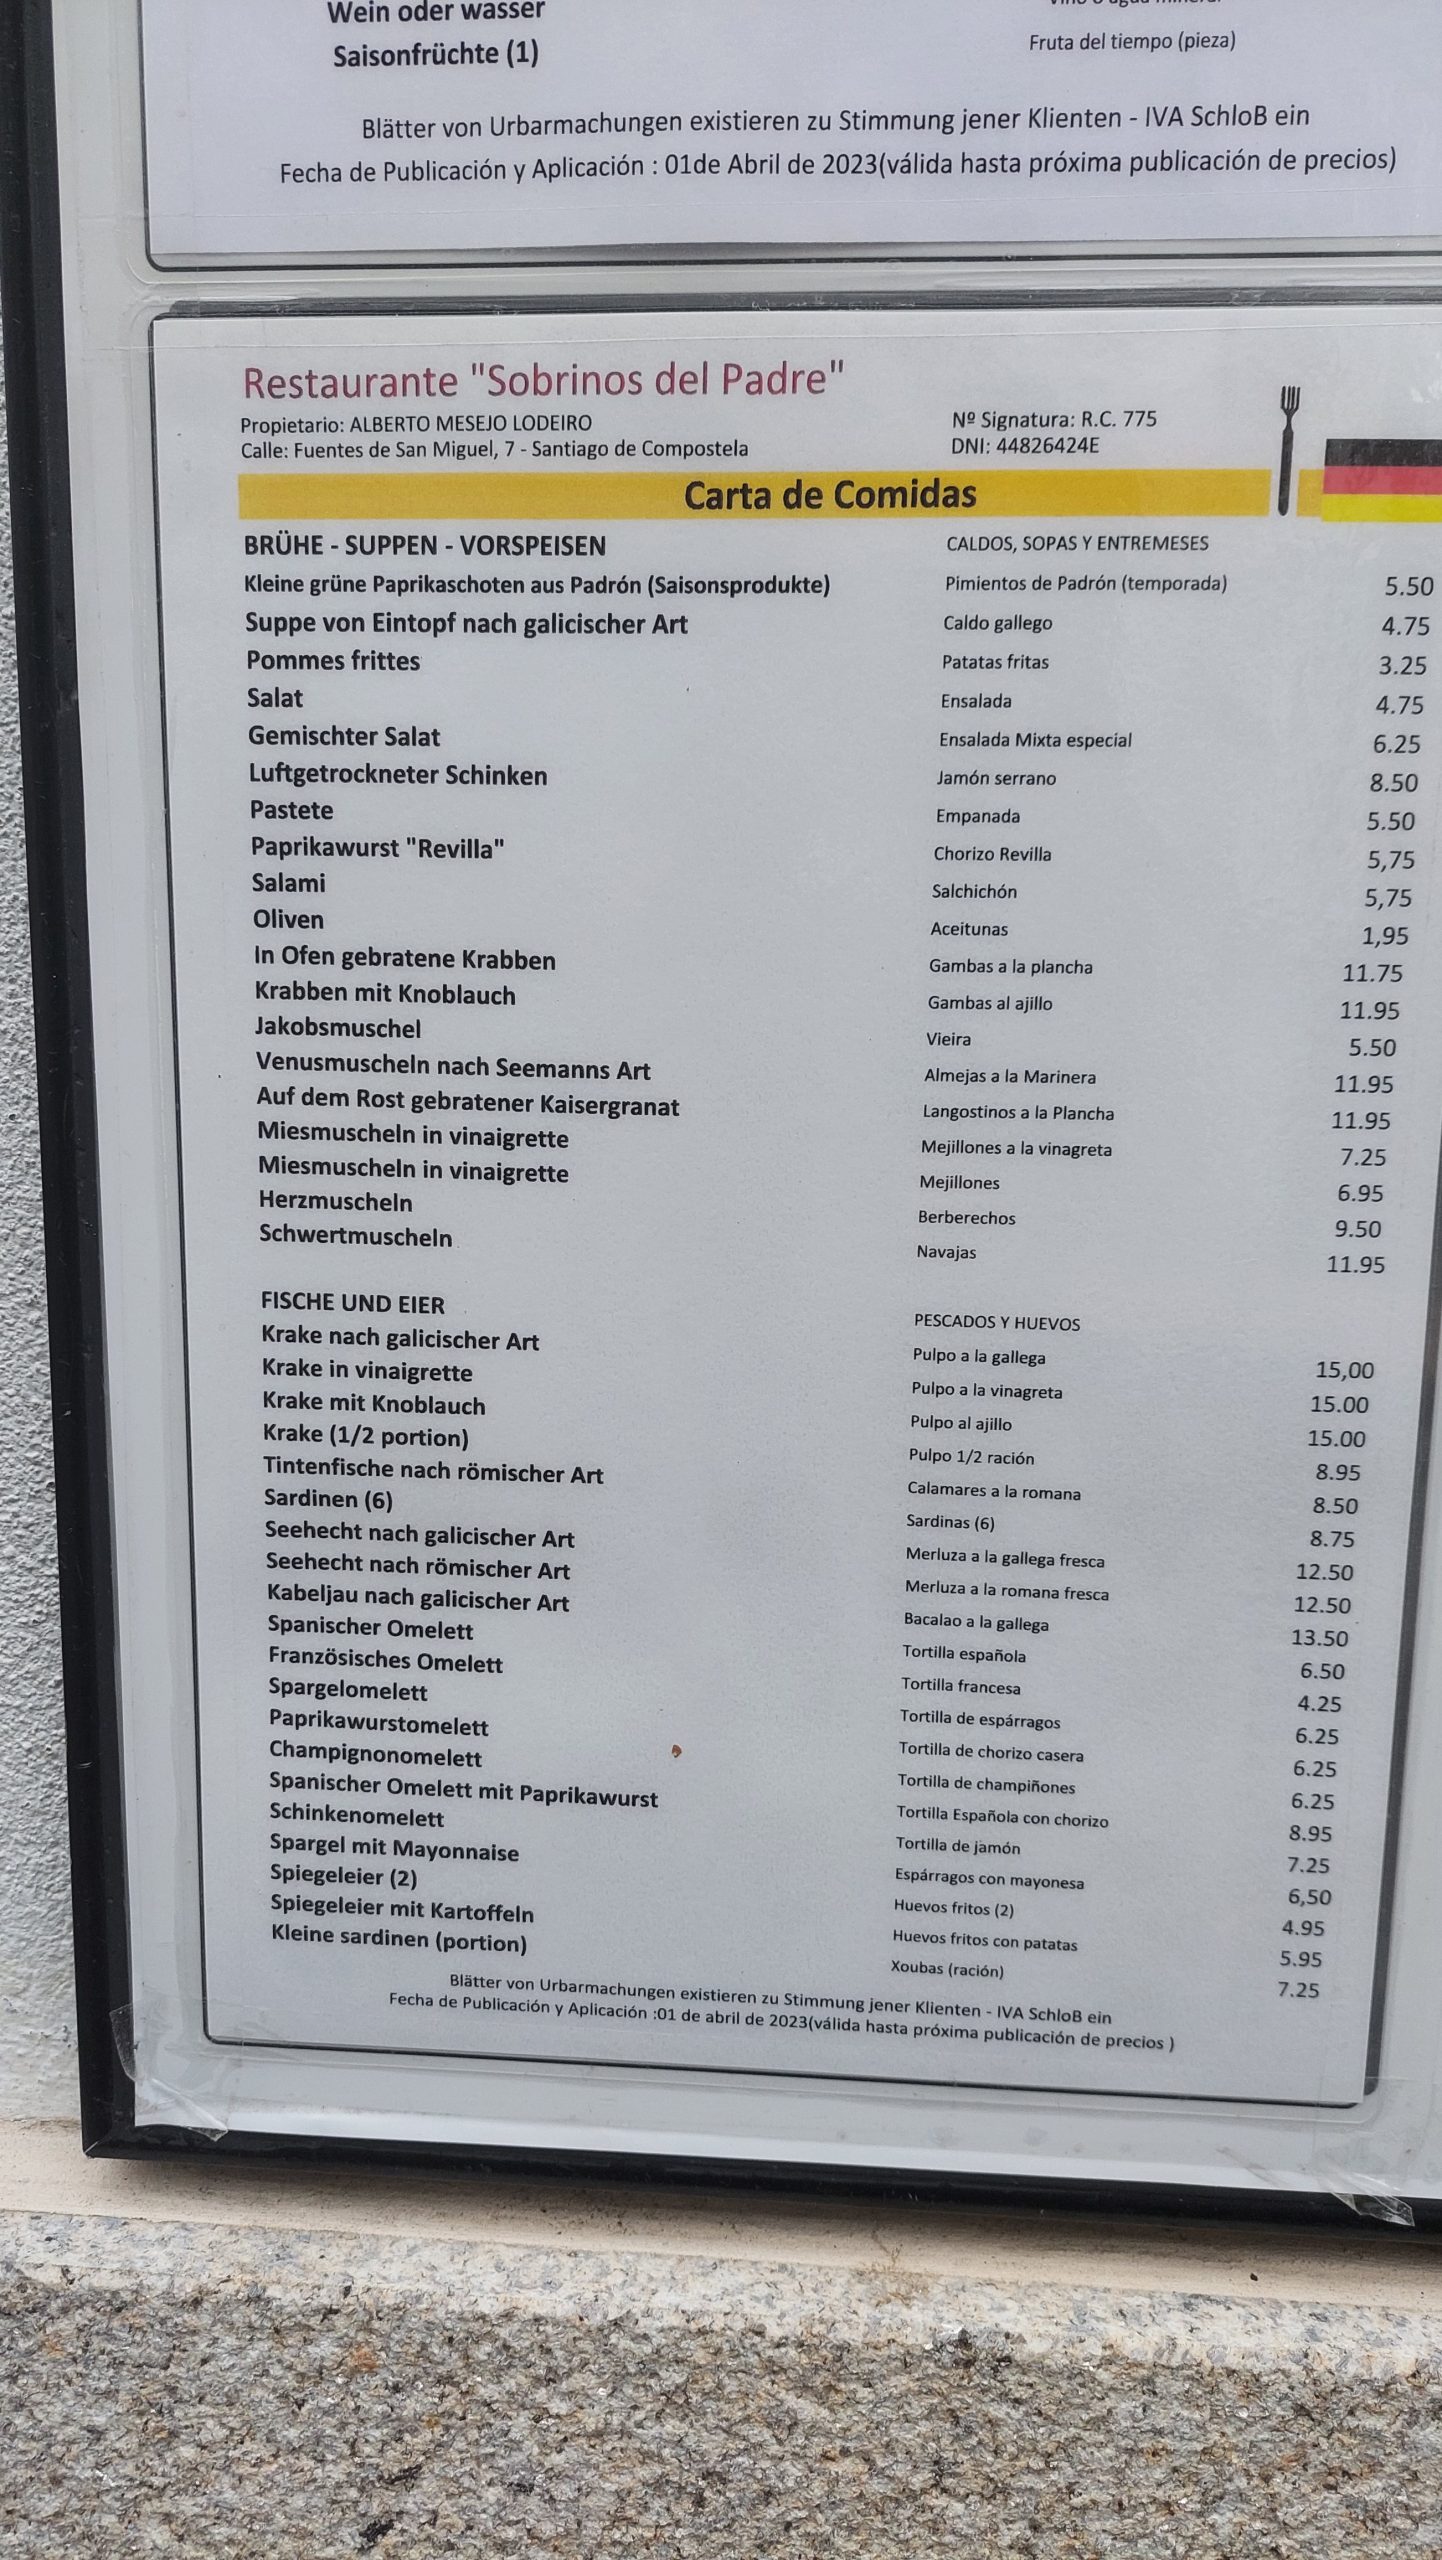 Wein oder wasser
Saisonfrüchte (1) Fruta del tiempo (pieza)
Blätter von Urbarmachungen existieren zu Stimmung jener Klienten - IVA SchloB ein
Fecha de Publicación y Aplicación : 01de Abril de 2023(válida hasta próxima publicación de precios)
Restaurante "Sobrinos del Padre"
Propietario: ALBERTO MESEJO LODEIRO Nº Signatura: R.C. 775
Calle: Fuentes de San Miguel, 7 - Santiago de Compostela DNI: 44826424E
Carta de Comidas
BRÜHE - SUPPEN - VORSPEISEN CALDOS, SOPAS Y ENTREMESES
Kleine grüne Paprikaschoten aus Padrón (Saisonsprodukte) Pimientos de Padrón (temporada) 5.50
Suppe von Eintopf nach galicischer Art Caldo gallego 4.75
Pommes frittes Patatas fritas 3.25
Salat Ensalada 4.75
Gemischter Salat Ensalada Mixta especial 6.25
Luftgetrockneter Schinken Jamón serrano 8.50
Pastete Empanada 5.50
Paprikawurst "Revilla" Chorizo Revilla 5,75
Salami Salchichón 5,75
Oliven Aceitunas 1,95
In Ofen gebratene Krabben Gambas a la plancha 11.75
Krabben mit Knoblauch Gambas al ajillo 11.95
Jakobsmuschel Vieira 5.50
Venusmuscheln nach Seemanns Art Almejas a la Marinera 11.95
Auf dem Rost gebratener Kaisergranat Langostinos a la Plancha 11.95
Miesmuscheln in vinaigrette Mejillones a la vinagreta 7.25
Miesmuscheln in vinaigrette Mejillones 6.95
Herzmuscheln Berberechos 9.50
Schwertmuscheln Navajas 11.95
FISCHE UND EIER PESCADOS Y HUEVOS
Krake nach galicischer Art Pulpo a la gallega 15,00
Krake in vinaigrette Pulpo a la vinagreta 15.00
Krake mit Knoblauch Pulpo al ajillo 15.00
Krake (1/2 portion) Pulpo 1/2 ración 8.95
Tintenfische nach römischer Art Calamares a la romana 8.50
Sardinen (6) Sardinas (6) 8.75
Seehecht nach galicischer Art Merluza a la gallega fresca 12.50
Seehecht nach römischer Art Merluza a la romana fresca 12.50
Kabeljau nach galicischer Art Bacalao a la gallega 13.50
Spanischer Omelett Tortilla española 6.50
Französisches Omelett Tortilla francesa 4.25
Spargelomelett Tortilla de espárragos 6.25
Paprikawurstomelett Tortilla de chorizo casera 6.25
Champignonomelett Tortilla de champiñones 6.25
Spanischer Omelett mit Paprikawurst Tortilla Española con chorizo 8.95
Schinkenomelett Tortilla de jamón 7.25
Spargel mit Mayonnaise Espárragos con mayonesa 6,50
Spiegeleier (2) Huevos fritos (2) 4.95
Spiegeleier mit Kartoffeln Huevos fritos con patatas 5.95
Kleine sardinen (portion) Xoubas (ración) 7.25
Blätter von Urbarmachungen existieren zu Stimmung jener Klienten - IVA SchloB ein
Fecha de Publicación y Aplicación :01 de abril de 2023(válida hasta próxima publicación de precios )